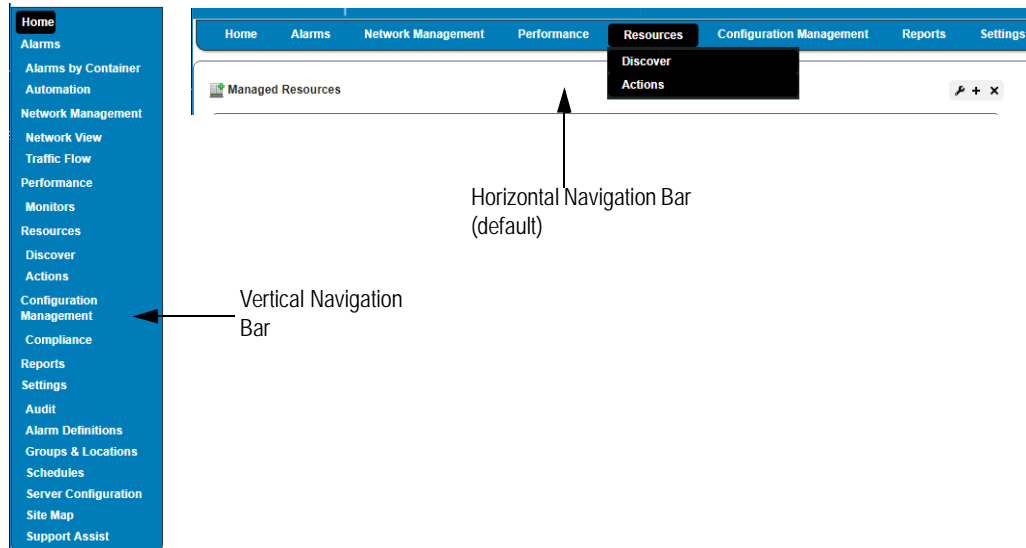 Home
Alarms
Alarms by Container
Automation
Network Management
Network View
Traffic Flow
Performance
Monitors
Resources
Discover
Actions
Configuration
Management
Compliance
Reports
Settings
Audit
Alarm Definitions
Groups & Locations
Schedules
Server Configuration
Site Map
Support Assist
Home Alarms Network Management Performance Resources Configuration Management Reports Settings
Discover
Actions
Managed Resources
Horizontal Navigation Bar
(default)
Vertical Navigation
Bar